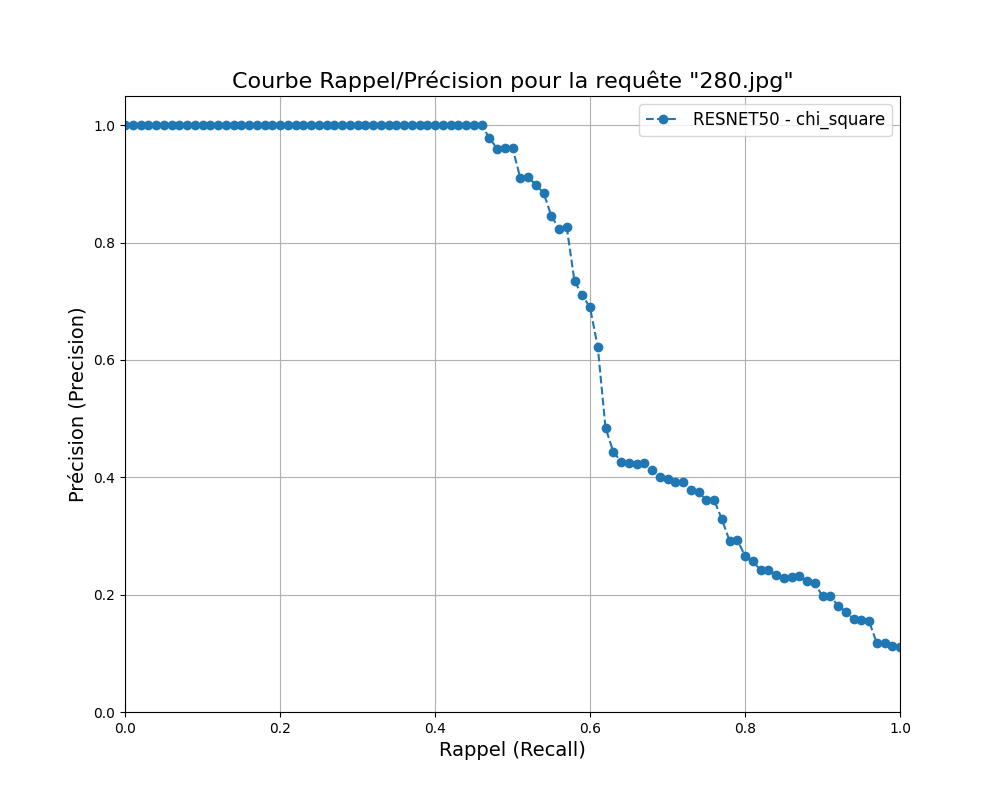 Courbe Rappel/Précision pour la requête "280.jpg"
RESNET50 - chi_square
1.0
0.8
0.6
0.4
0.2
0.0
Précision (Precision)
0.0 0.2 0.4 0.6 0.8 1.0
Rappel (Recall)